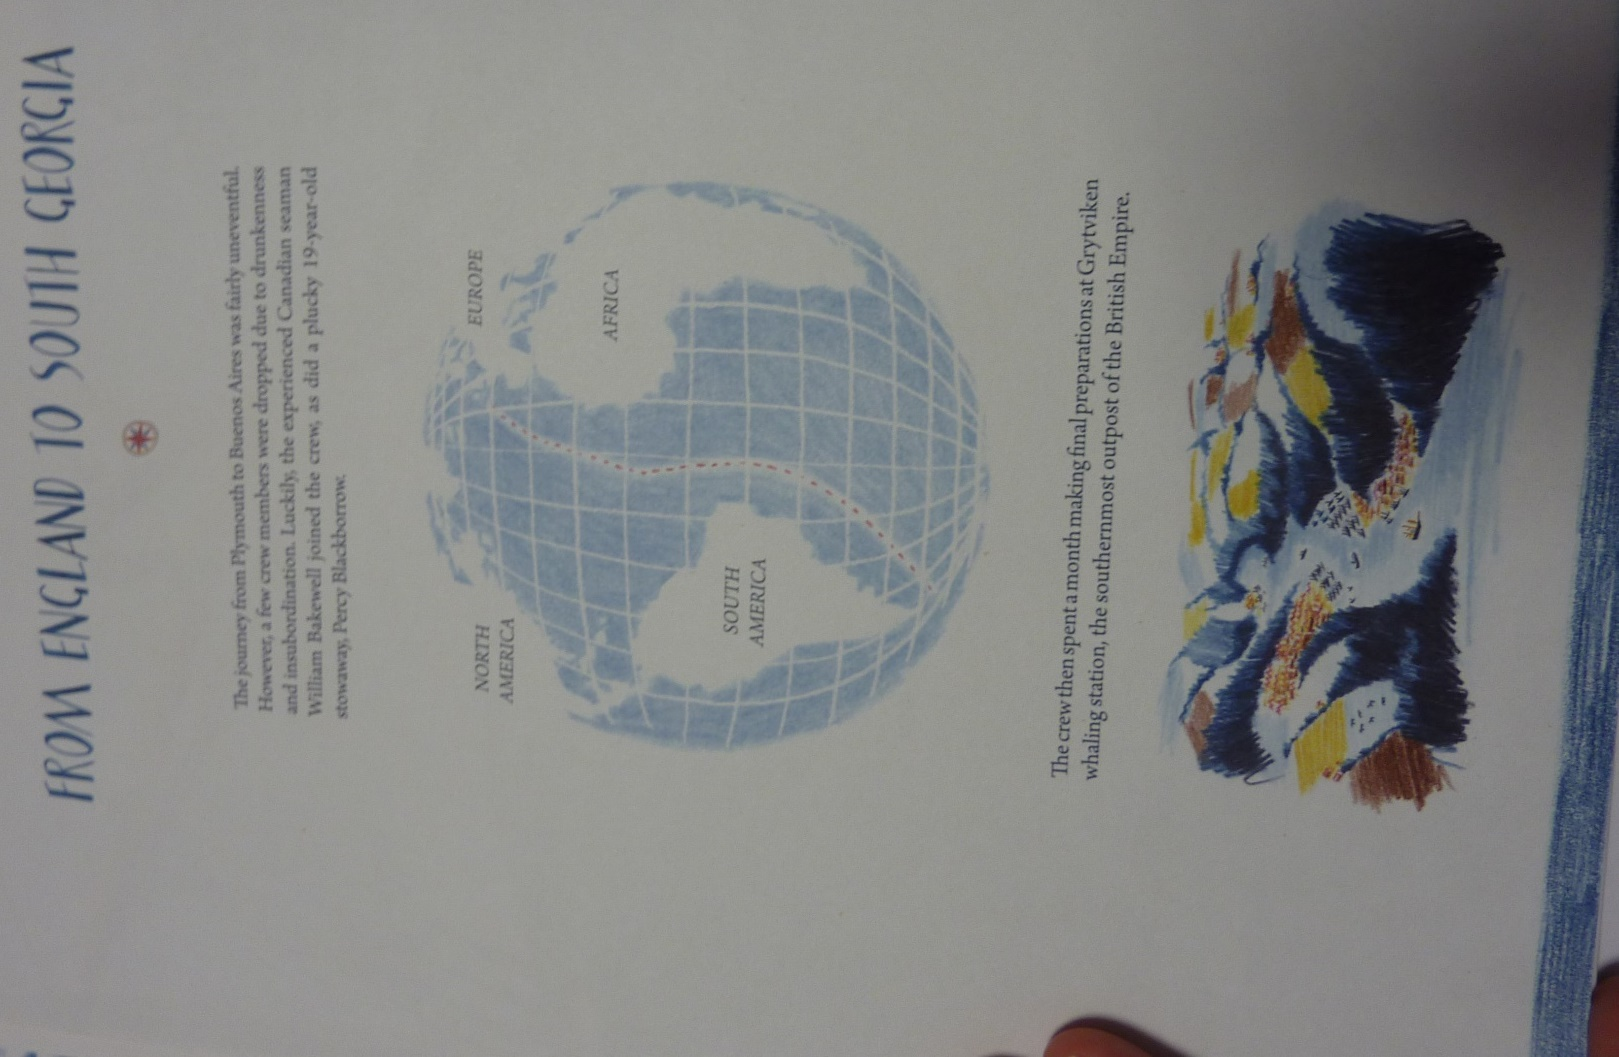 FROM ENGLAND TO SOUTH GEORGIA
The journey from Plymouth to Buenos Aires was fairly uneventful.
However, a few crew members were dropped due to drunkenness
and insubordination. Luckily, the experienced Canadian seaman
William Bakewell joined the crew, as did a plucky 19-year-old
stowaway, Percy Blackborrow.
EUROPE
AFRICA
NORTH
AMERICA
SOUTH
AMERICA
The crew then spent a month making final preparations at Grytviken
whaling station, the southernmost outpost of the British Empire.